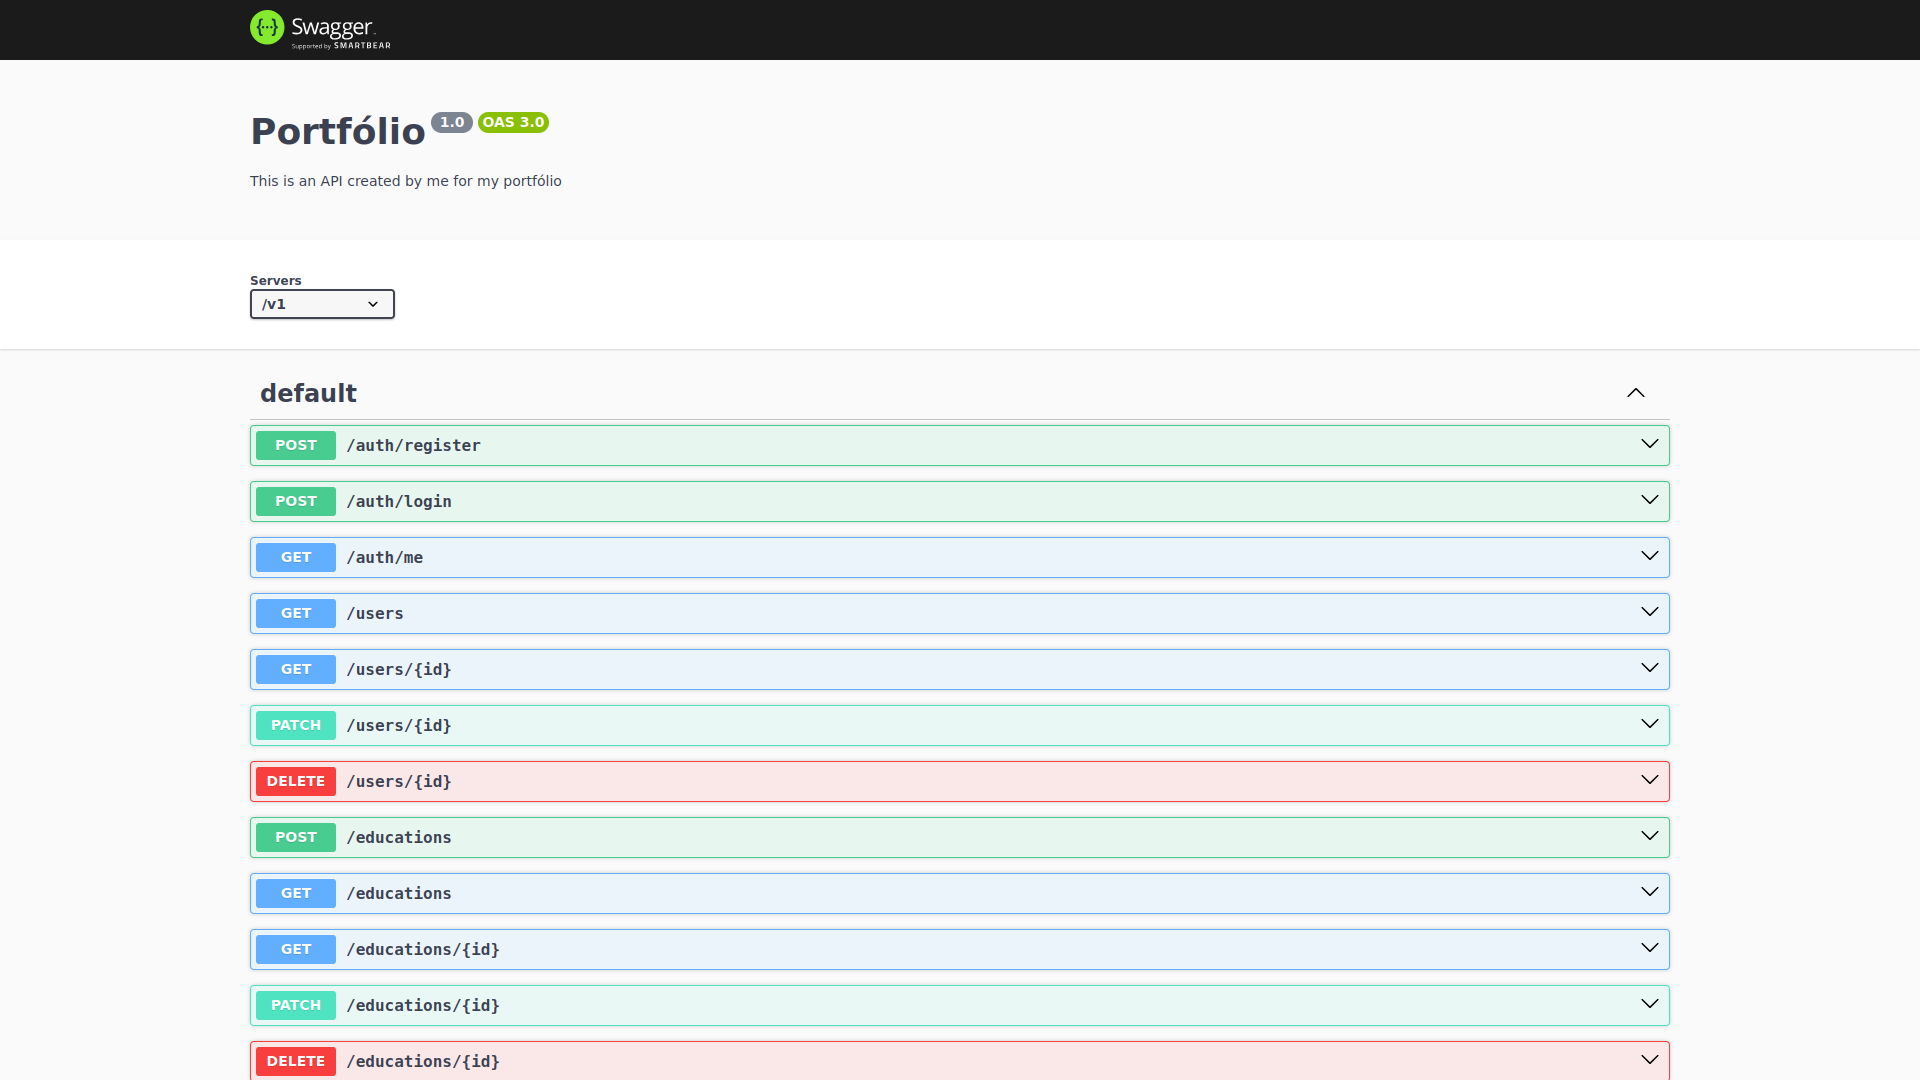 Swagger
Supported by SMARTBEAR
Portfólio 1.0 OAS 3.0
This is an API created by me for my portfólio
Servers
/v1
default
POST /auth/register
POST /auth/login
GET /auth/me
GET /users
GET /users/{id}
PATCH /users/{id}
DELETE /users/{id}
POST /educations
GET /educations
GET /educations/{id}
PATCH /educations/{id}
DELETE /educations/{id}